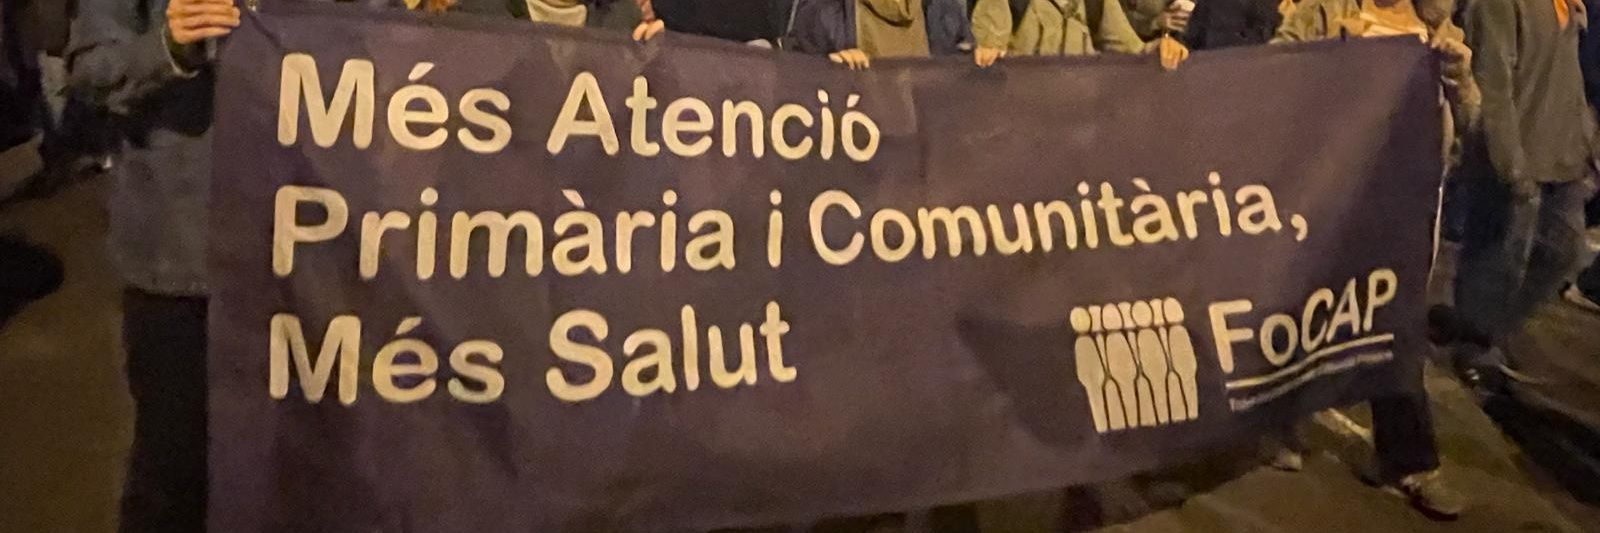 Més Atenció
Primària i Comunitària,
Més Salut
FoCAP